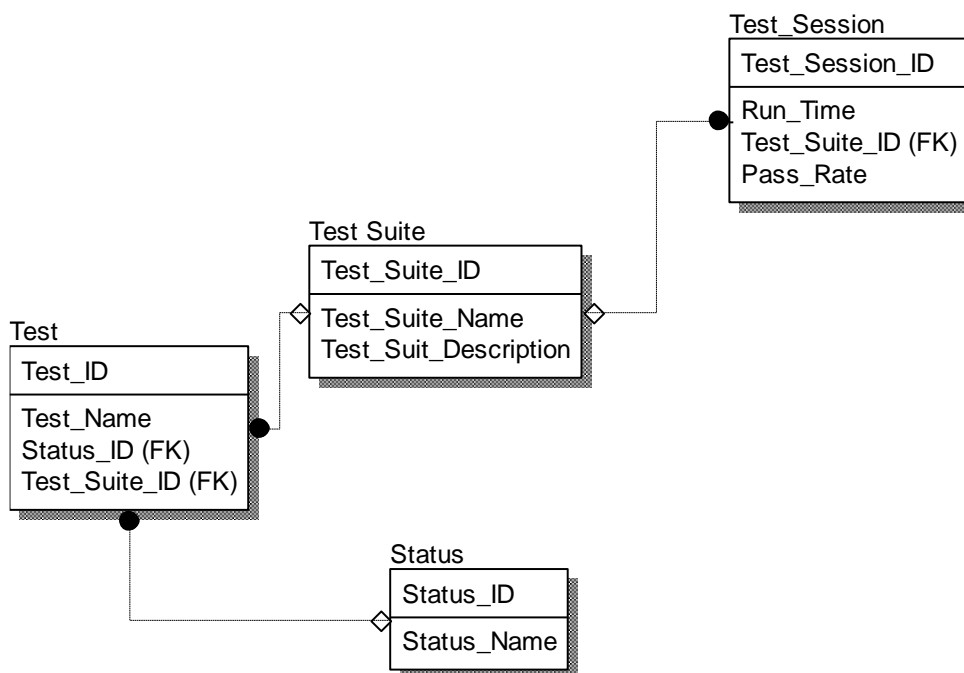 Test_Session
Test_Session_ID
Run_Time
Test_Suite_ID (FK)
Pass_Rate
Test Suite
Test_Suite_ID
Test_Suite_Name
Test_Suit_Description
Test
Test_ID
Test_Name
Status_ID (FK)
Test_Suite_ID (FK)
Status
Status_ID
Status_Name